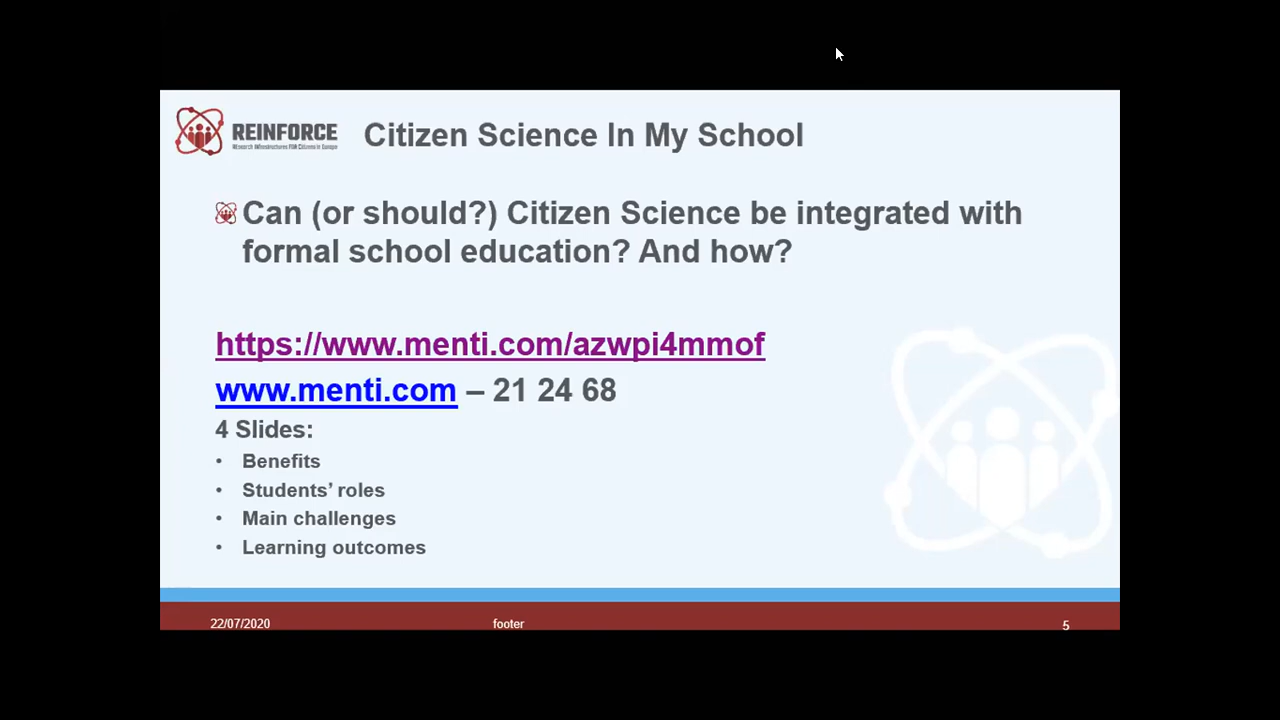 REINFORCE
REsearch INfrastructures FOR Citizens in Europe
Citizen Science In My School
Can (or should?) Citizen Science be integrated with
formal school education? And how?
https://www.menti.com/azwpi4mmof
www.menti.com – 21 24 68
4 Slides:
• Benefits
• Students’ roles
• Main challenges
• Learning outcomes
22/07/2020
footer
5